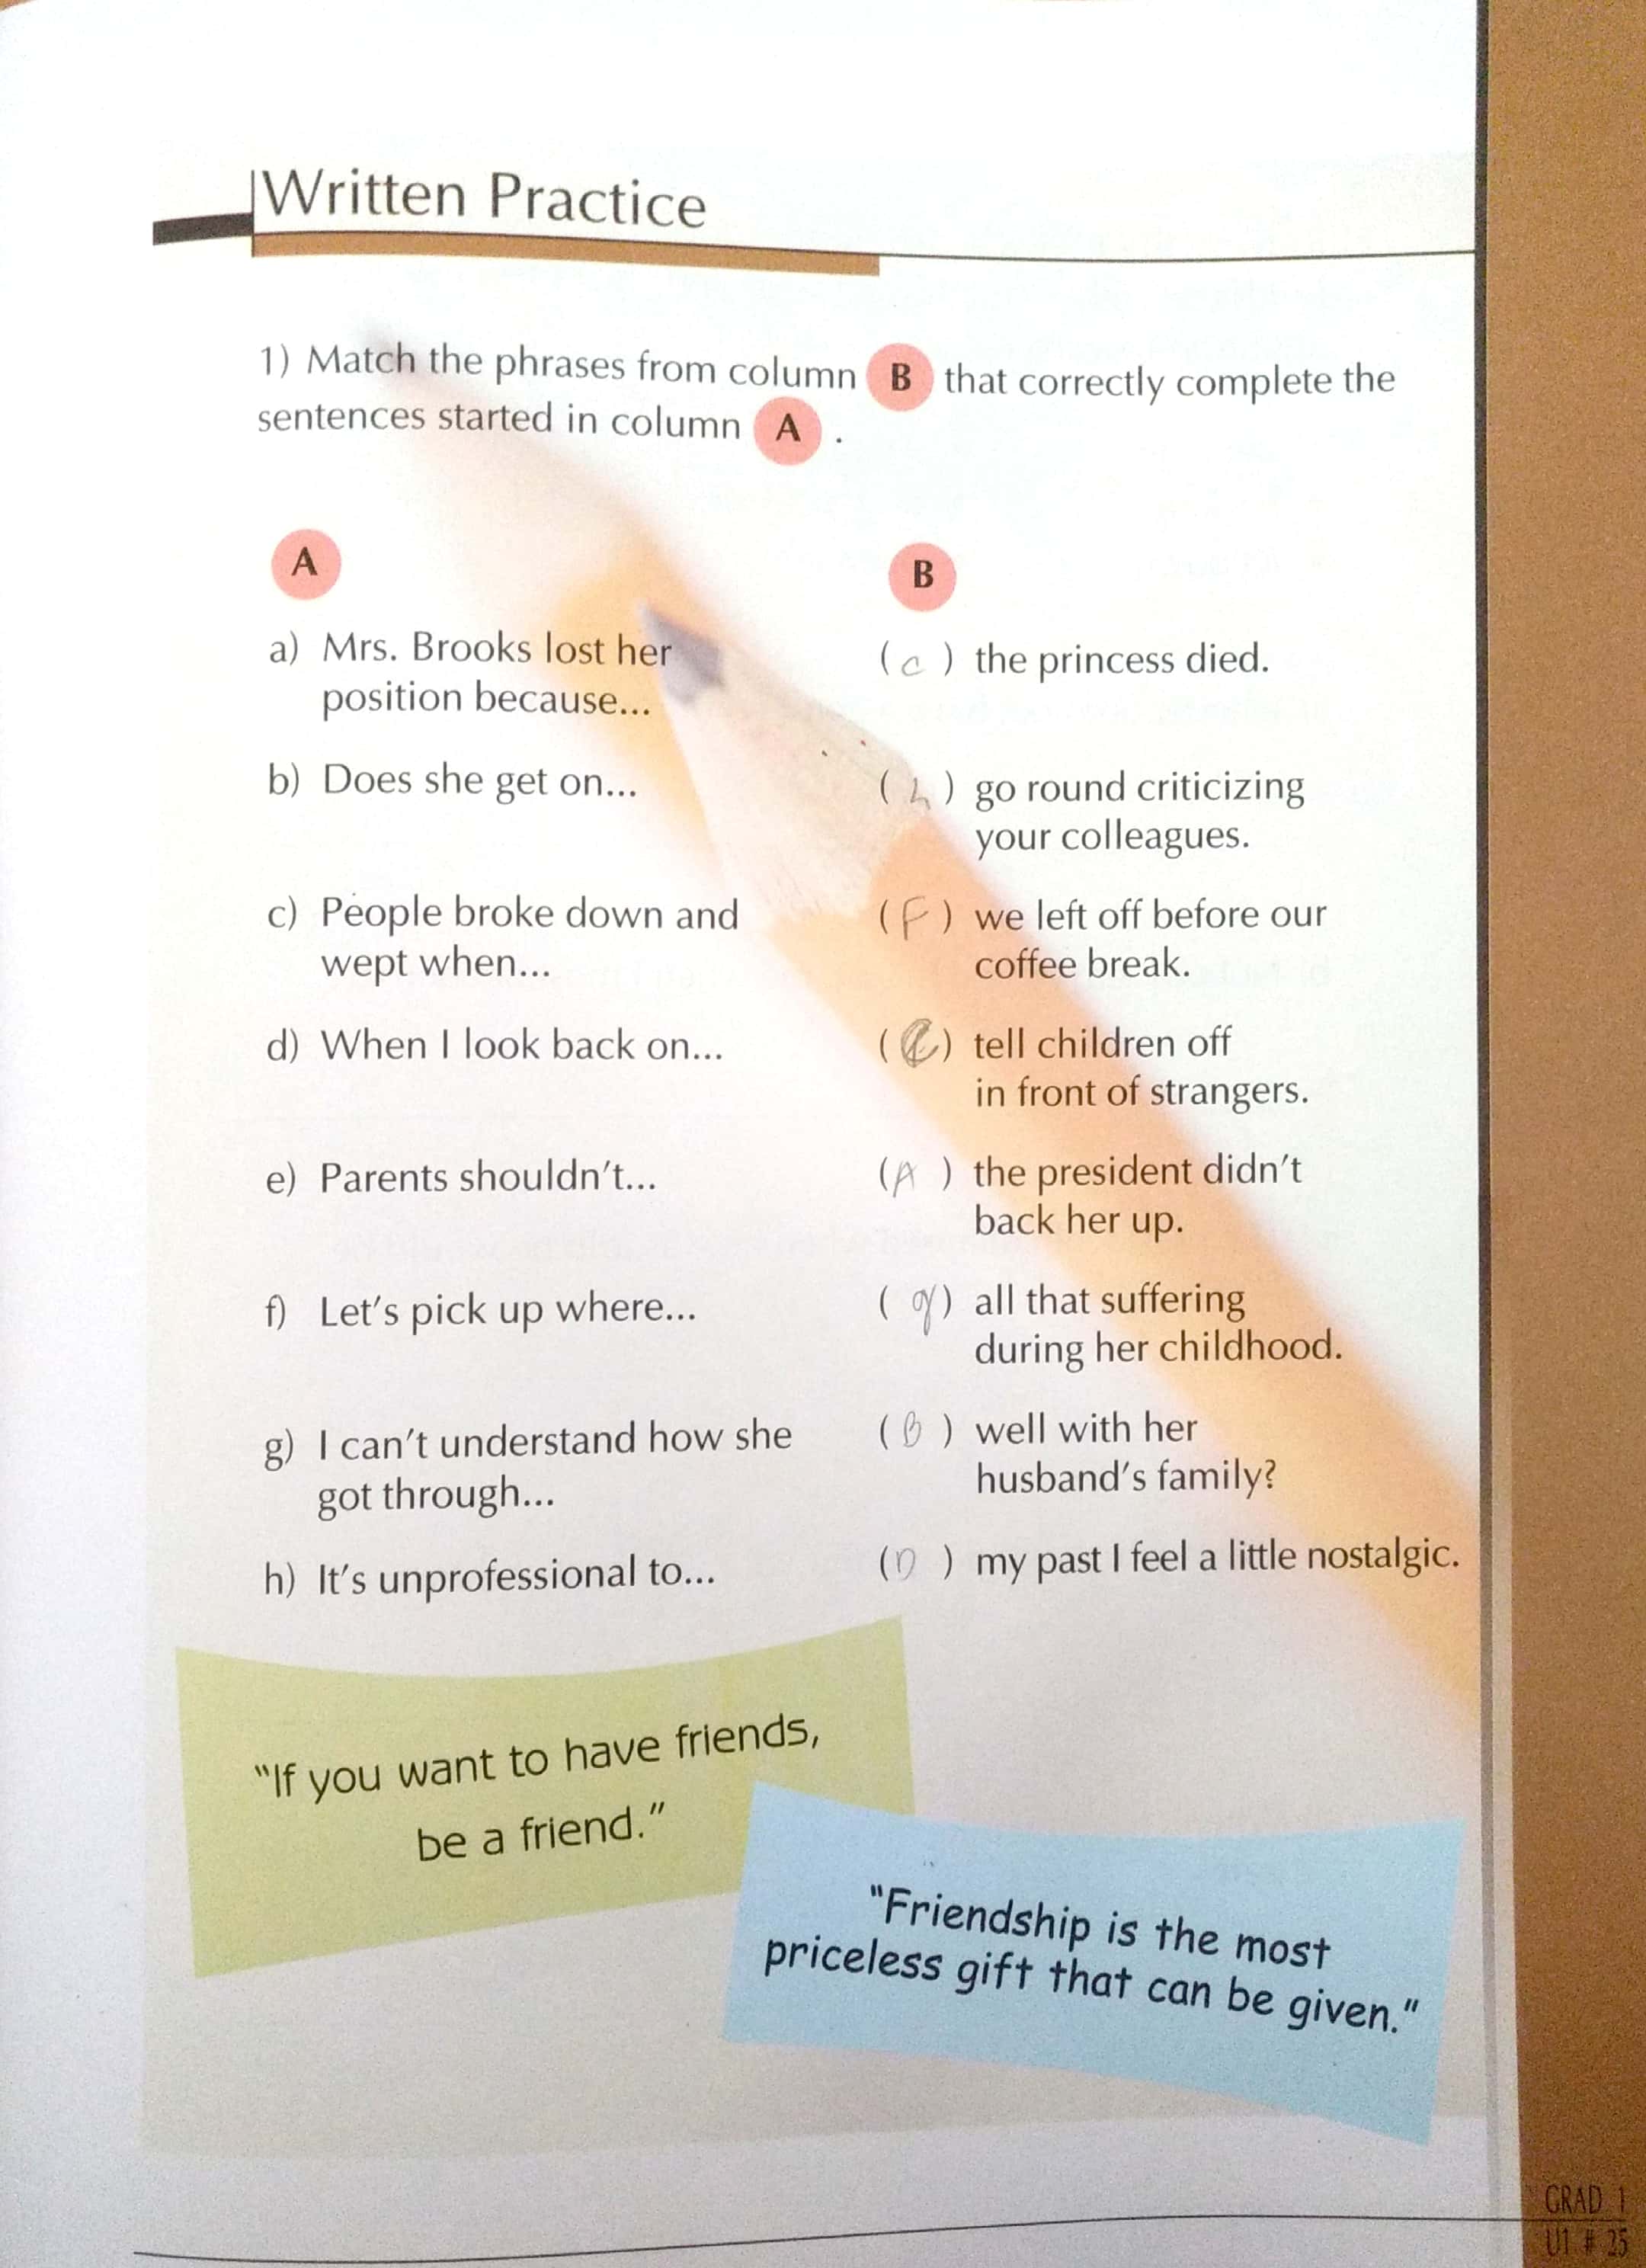 Written Practice
1) Match the phrases from column B that correctly complete the
sentences started in column A .
A
B
a) Mrs. Brooks lost her
position because...
( c ) the princess died.
b) Does she get on...
( h ) go round criticizing
your colleagues.
c) People broke down and
wept when...
( F ) we left off before our
coffee break.
d) When I look back on...
( e ) tell children off
in front of strangers.
e) Parents shouldn't...
( A ) the president didn't
back her up.
f) Let's pick up where...
( g ) all that suffering
during her childhood.
g) I can't understand how she
got through...
( B ) well with her
husband's family?
h) It's unprofessional to...
( D ) my past I feel a little nostalgic.
"If you want to have friends,
be a friend."
"Friendship is the most
priceless gift that can be given."
GRAD 1
U1 # 25